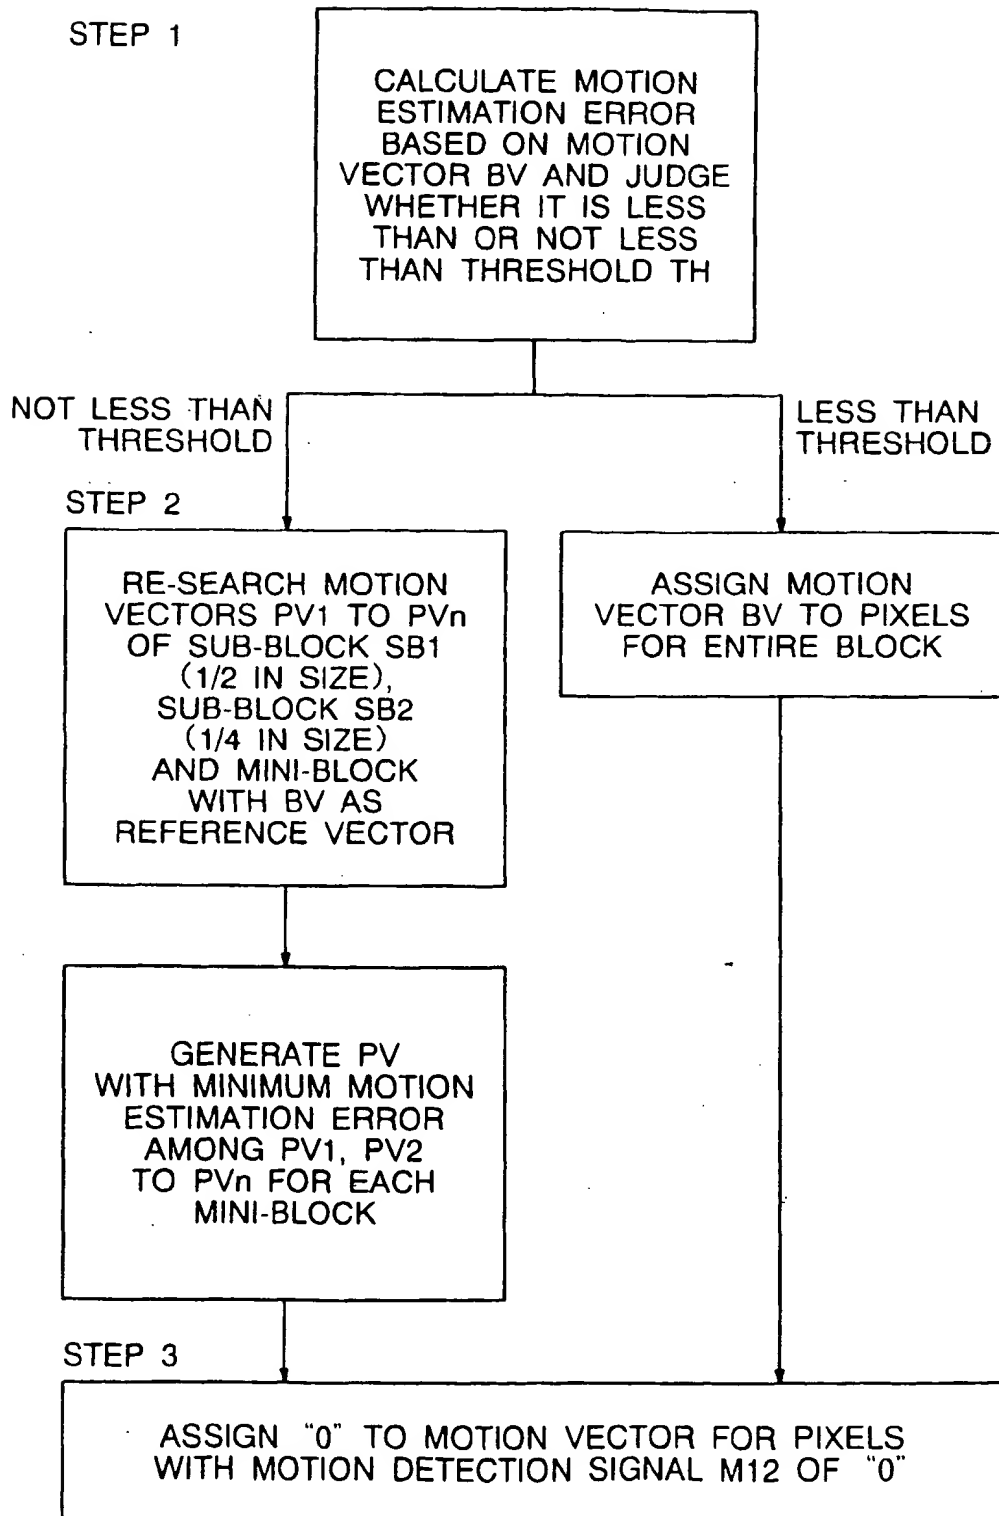 STEP 1
CALCULATE MOTION
ESTIMATION ERROR
BASED ON MOTION
VECTOR BV AND JUDGE
WHETHER IT IS LESS
THAN OR NOT LESS
THAN THRESHOLD TH
NOT LESS THAN
THRESHOLD
LESS THAN
THRESHOLD
STEP 2
RE-SEARCH MOTION
VECTORS PV1 TO PVn
OF SUB-BLOCK SB1
(1/2 IN SIZE),
SUB-BLOCK SB2
(1/4 IN SIZE)
AND MINI-BLOCK
WITH BV AS
REFERENCE VECTOR
ASSIGN MOTION
VECTOR BV TO PIXELS
FOR ENTIRE BLOCK
GENERATE PV
WITH MINIMUM MOTION
ESTIMATION ERROR
AMONG PV1, PV2
TO PVn FOR EACH
MINI-BLOCK
STEP 3
ASSIGN "0" TO MOTION VECTOR FOR PIXELS
WITH MOTION DETECTION SIGNAL M12 OF "0"